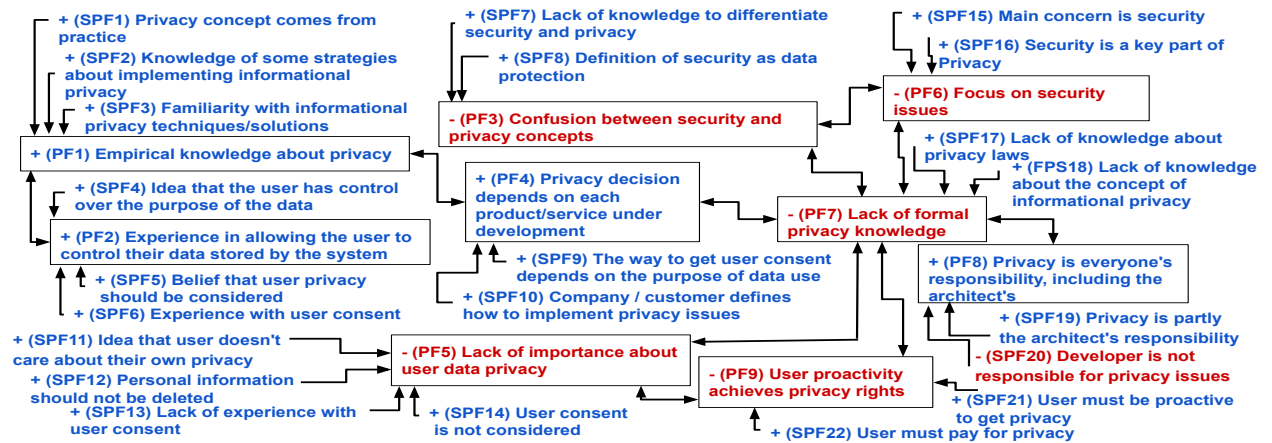 + (SPF1) Privacy concept comes from
practice
+ (SPF2) Knowledge of some strategies
about implementing informational
privacy
+ (SPF3) Familiarity with informational
privacy techniques/solutions
+ (PF1) Empirical knowledge about privacy
+ (SPF4) Idea that the user has control
over the purpose of the data
+ (PF2) Experience in allowing the user to
control their data stored by the system
+ (SPF5) Belief that user privacy
should be considered
+ (SPF6) Experience with user consent
+ (SPF7) Lack of knowledge to differentiate
security and privacy
+ (SPF8) Definition of security as data
protection
- (PF3) Confusion between security and
privacy concepts
+ (PF4) Privacy decision
depends on each
product/service under
development
+ (SPF9) The way to get user consent
depends on the purpose of data use
+ (SPF10) Company / customer defines
how to implement privacy issues
+ (SPF15) Main concern is security
+ (SPF16) Security is a key part of
Privacy
- (PF6) Focus on security
issues
+ (SPF17) Lack of knowledge about
privacy laws
+ (FPS18) Lack of knowledge
about the concept of
informational privacy
- (PF7) Lack of formal
privacy knowledge
+ (PF8) Privacy is everyone's
responsibility, including the
architect's
+ (SPF19) Privacy is partly
the architect's responsibility
- (SPF20) Developer is not
responsible for privacy issues
+ (SPF11) Idea that user doesn't
care about their own privacy
+ (SPF12) Personal information
should not be deleted
+ (SPF13) Lack of experience with
user consent
- (PF5) Lack of importance about
user data privacy
+ (SPF14) User consent
is not considered
- (PF9) User proactivity
achieves privacy rights
+ (SPF21) User must be proactive
to get privacy
+ (SPF22) User must pay for privacy